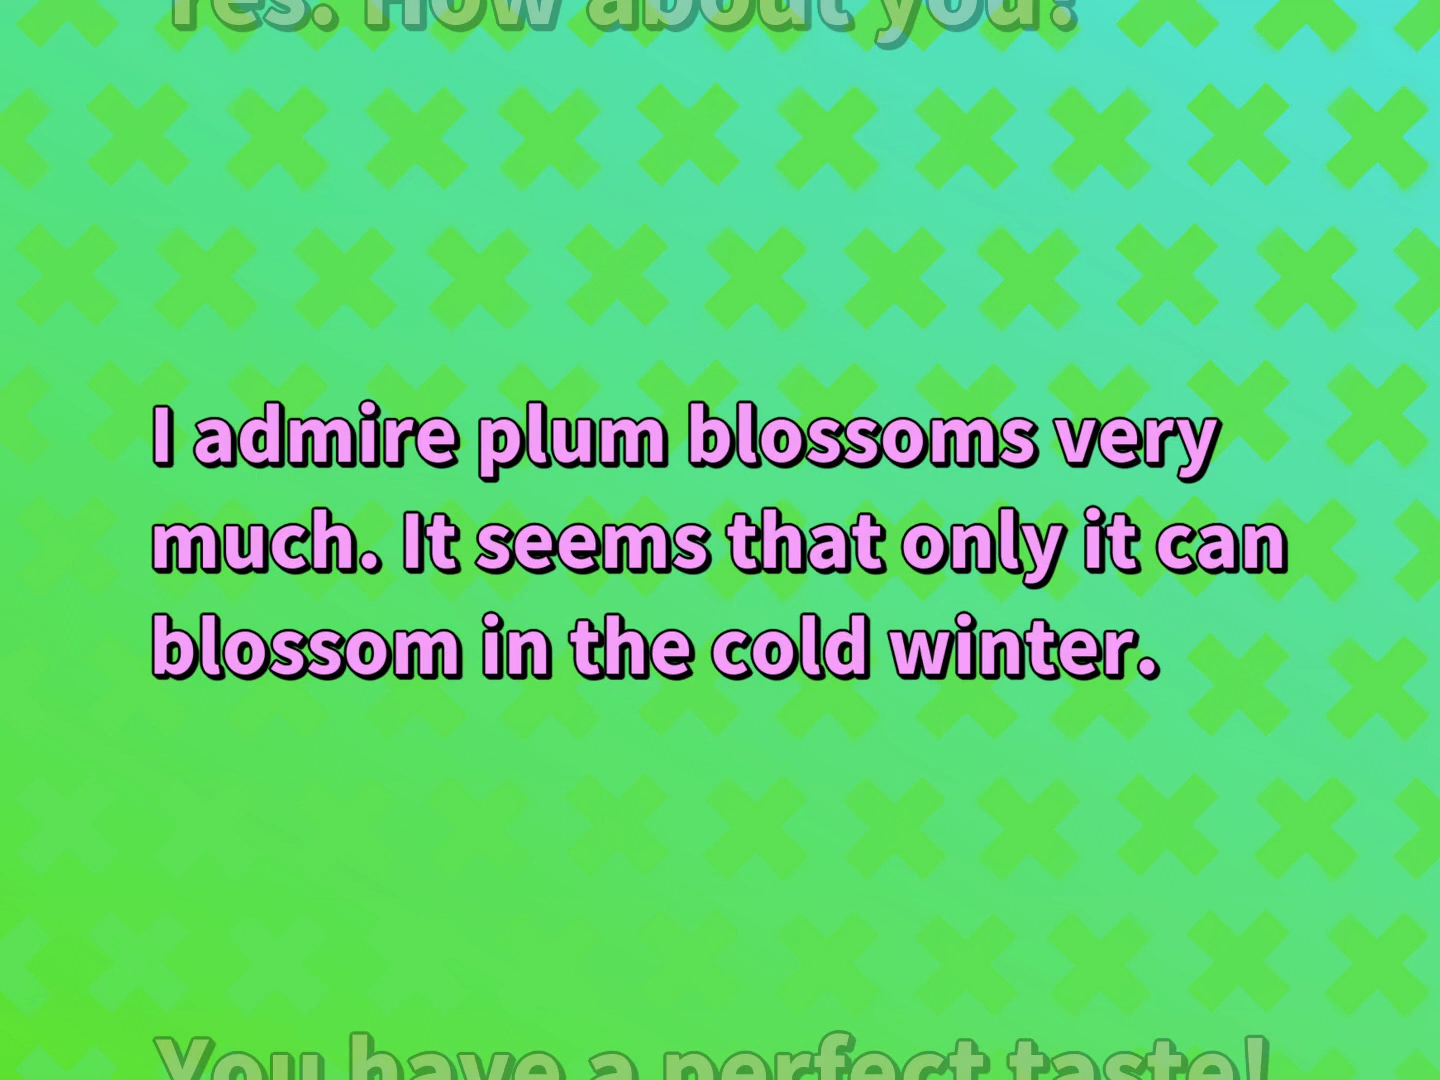 Yes. How about you?
I admire plum blossoms very
much. It seems that only it can
blossom in the cold winter.
You have a perfect taste!